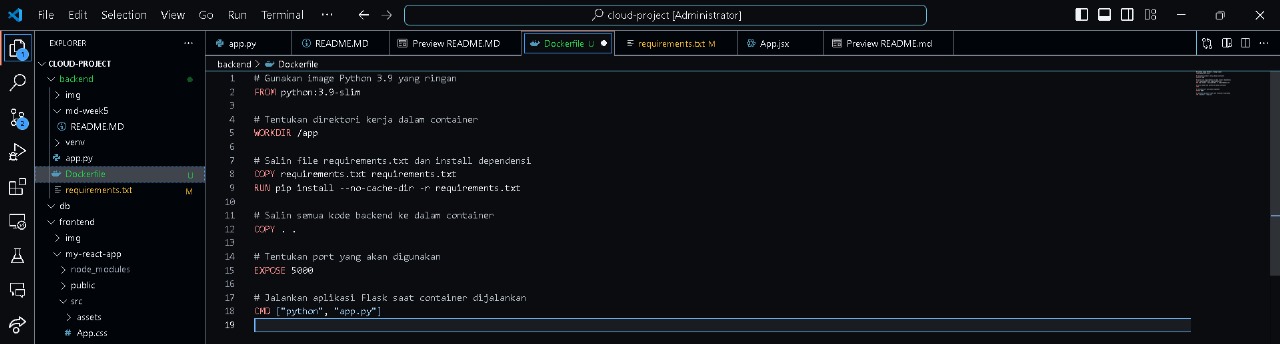 File Edit Selection View Go Run Terminal ···
cloud-project [Administrator]
EXPLORER ···
app.py
README.MD
Preview README.MD
Dockerfile U
requirements.txt M
App.jsx
Preview README.md
···
CLOUD-PROJECT
backend
img
md-week5
README.MD
venv
app.py
Dockerfile U
requirements.txt M
db
frontend
img
my-react-app
node_modules
public
src
assets
# App.css
1
2
backend > Dockerfile
1 # Gunakan image Python 3.9 yang ringan
2 FROM python:3.9-slim
3
4 # Tentukan direktori kerja dalam container
5 WORKDIR /app
6
7 # Salin file requirements.txt dan install dependensi
8 COPY requirements.txt requirements.txt
9 RUN pip install --no-cache-dir -r requirements.txt
10
11 # Salin semua kode backend ke dalam container
12 COPY . .
13
14 # Tentukan port yang akan digunakan
15 EXPOSE 5000
16
17 # Jalankan aplikasi Flask saat container dijalankan
18 CMD ["python", "app.py"]
19